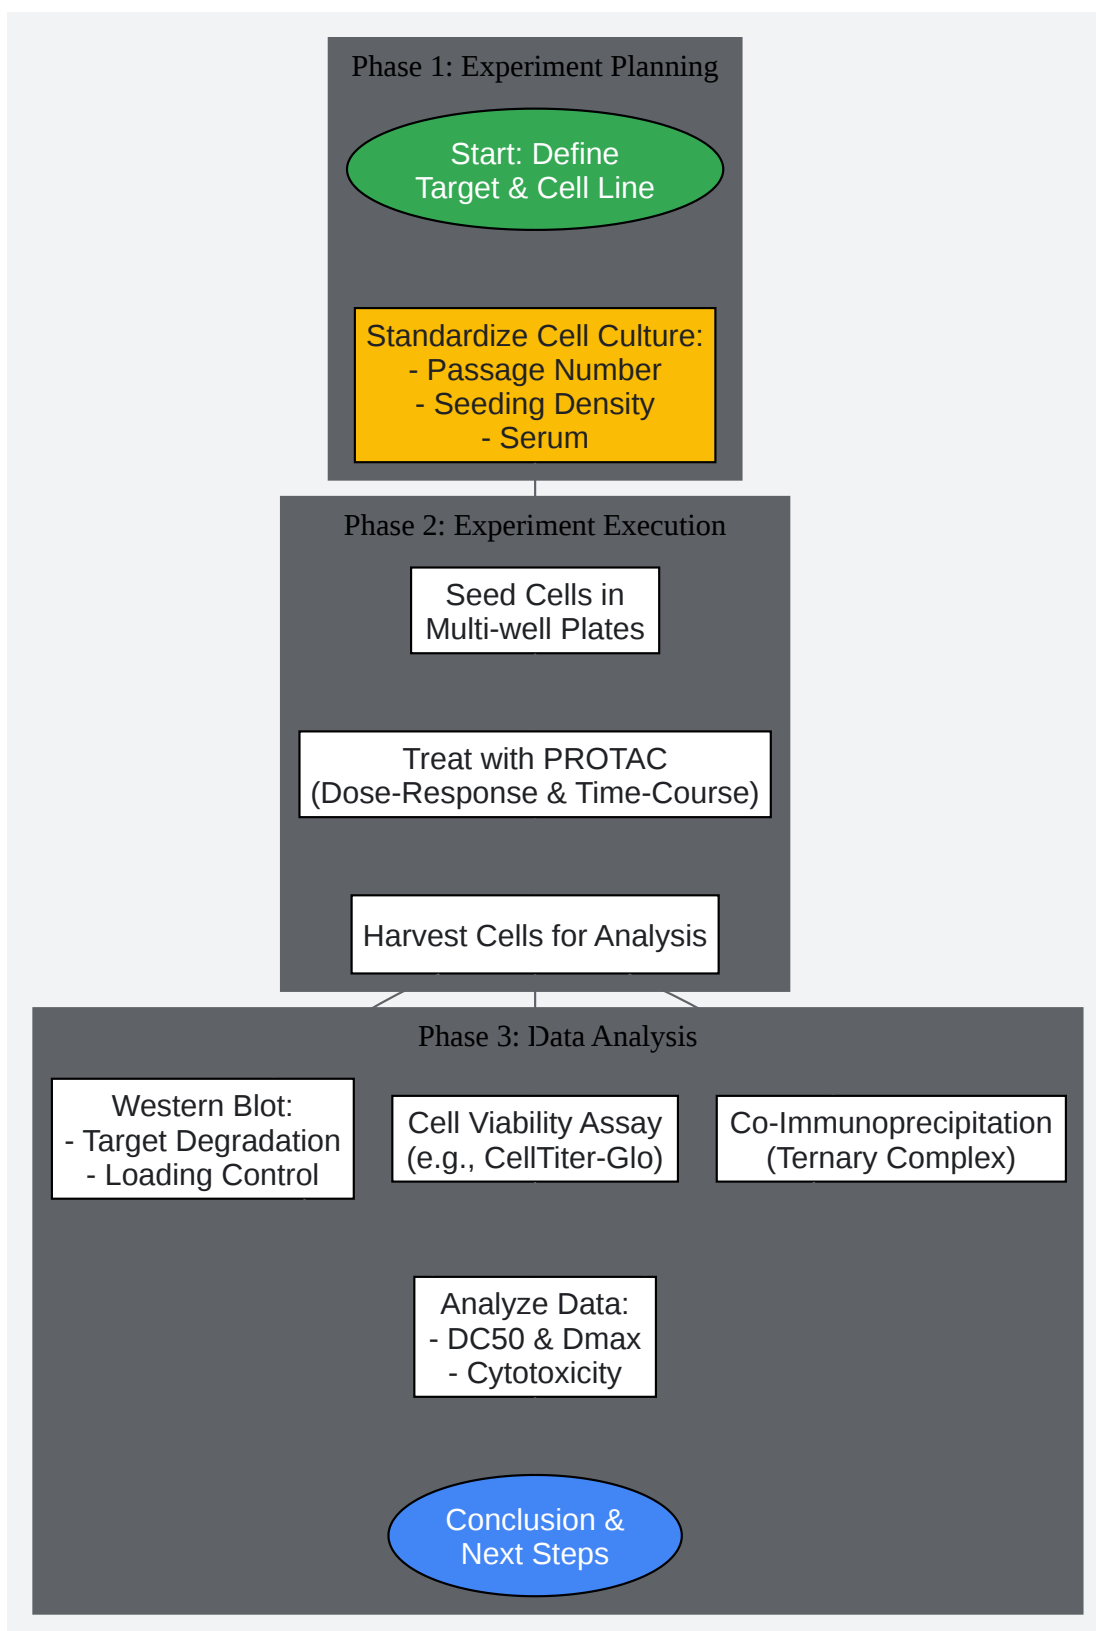 Phase 1: Experiment Planning
Start: Define
Target & Cell Line
Standardize Cell Culture:
- Passage Number
- Seeding Density
- Serum
Phase 2: Experiment Execution
Seed Cells in
Multi-well Plates
Treat with PROTAC
(Dose-Response & Time-Course)
Harvest Cells for Analysis
Phase 3: Data Analysis
Western Blot:
- Target Degradation
- Loading Control
Cell Viability Assay
(e.g., CellTiter-Glo)
Co-Immunoprecipitation
(Ternary Complex)
Analyze Data:
- DC50 & Dmax
- Cytotoxicity
Conclusion &
Next Steps